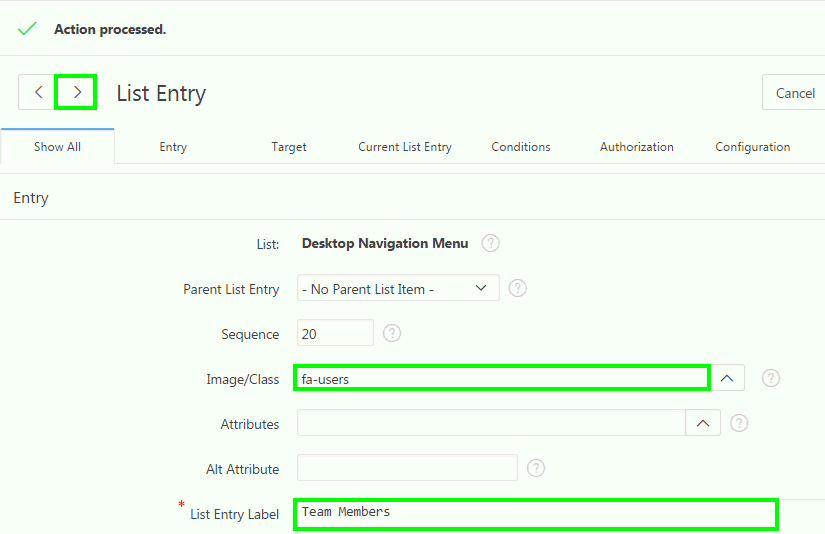 Action processed.
List Entry
Cancel
Show All
Entry
Target
Current List Entry
Conditions
Authorization
Configuration
Entry
List: Desktop Navigation Menu ?
Parent List Entry - No Parent List Item - ?
Sequence 20 ?
Image/Class fa-users ?
Attributes ?
Alt Attribute ?
* List Entry Label Team Members